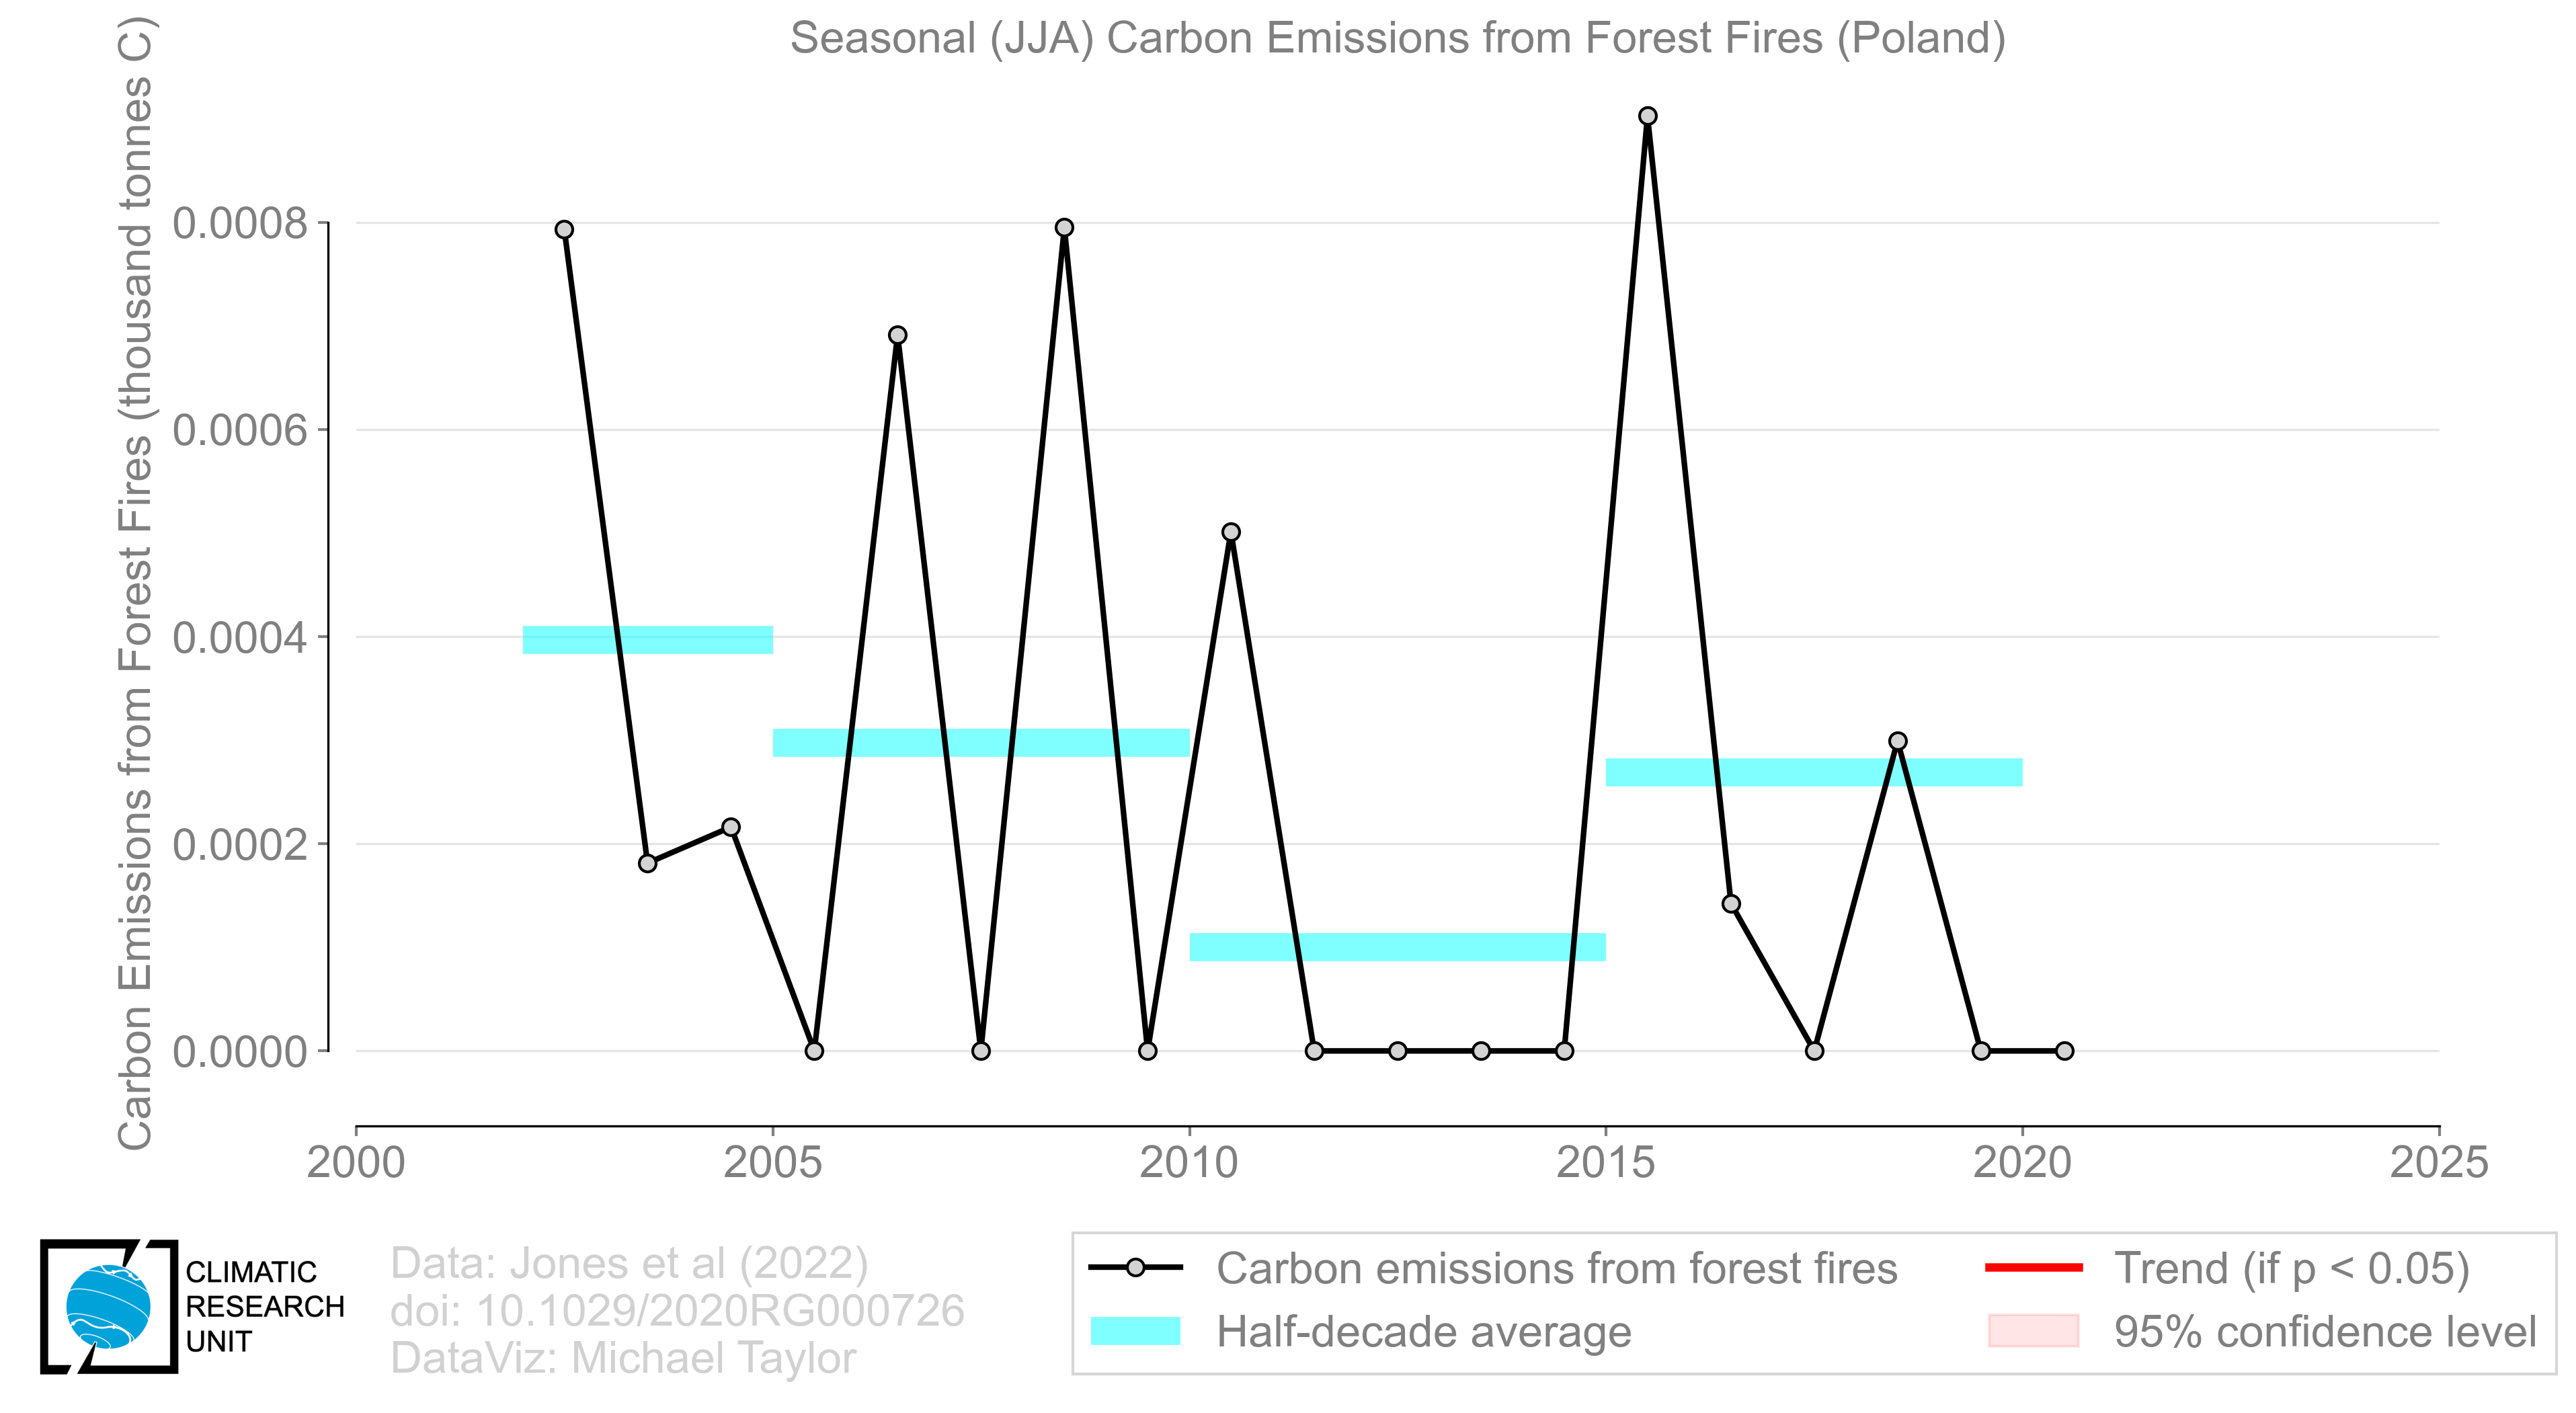 Seasonal (JJA) Carbon Emissions from Forest Fires (Poland)
Carbon Emissions from Forest Fires (thousand tonnes C)
0.0008
0.0006
0.0004
0.0002
0.0000
2000 2005 2010 2015 2020 2025
CLIMATIC
RESEARCH
UNIT
Data: Jones et al (2022)
doi: 10.1029/2020RG000726
DataViz: Michael Taylor
Carbon emissions from forest fires
Half-decade average
Trend (if p < 0.05)
95% confidence level